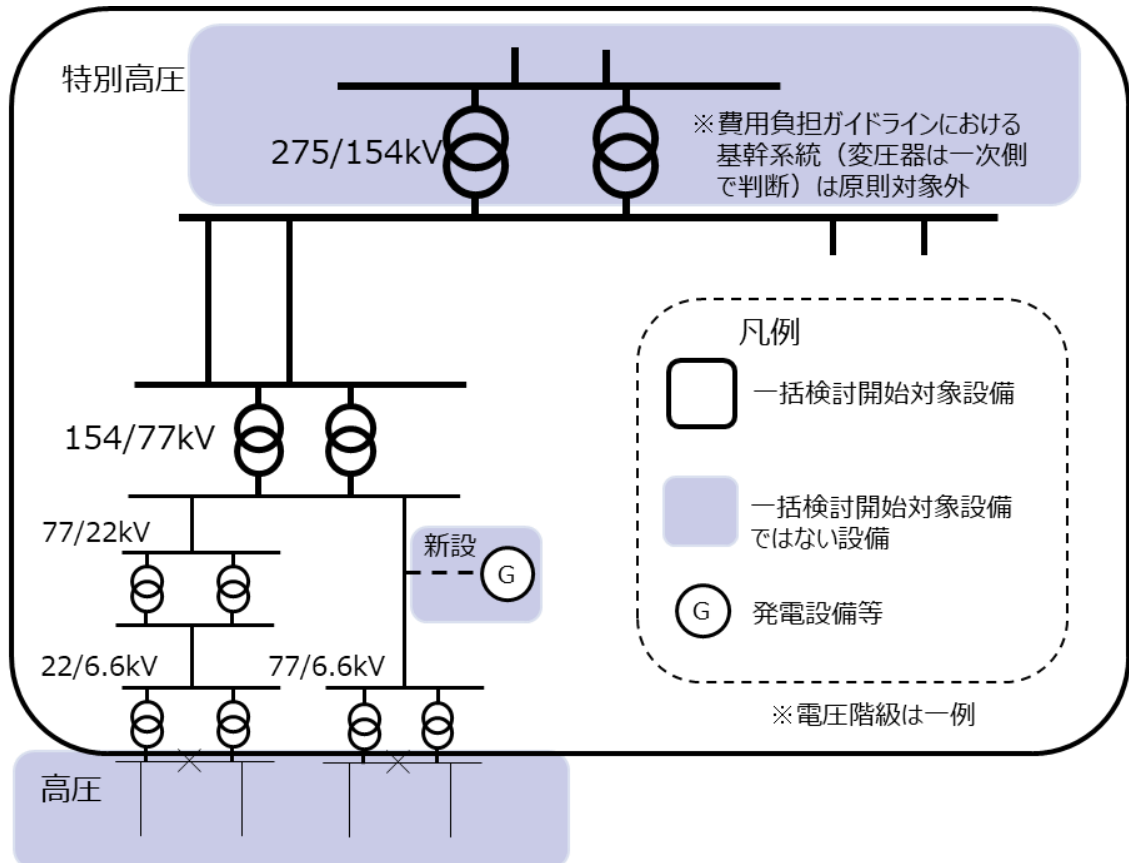 特別高圧
275/154kV
※費用負担ガイドラインにおける
基幹系統（変圧器は一次側
で判断）は原則対象外
154/77kV
77/22kV
新設
G
22/6.6kV
77/6.6kV
高圧
凡例
一括検討開始対象設備
一括検討開始対象設備
ではない設備
G
発電設備等
※電圧階級は一例